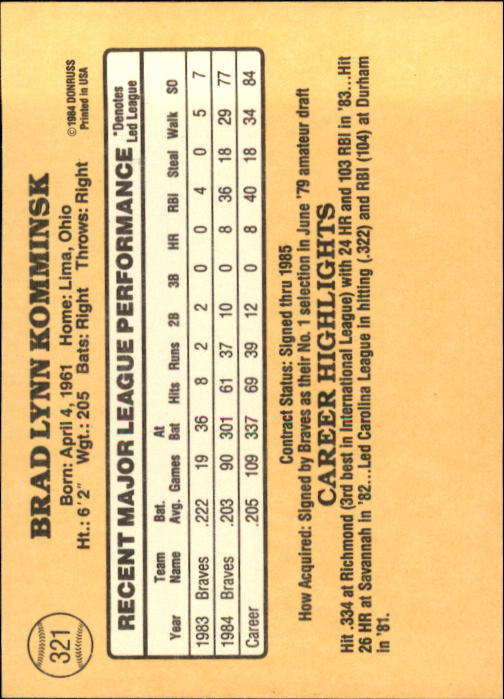 321
BRAD LYNN KOMMINSK
Born: April 4, 1961 Home: Lima, Ohio
Ht.: 6'2" Wgt.: 205 Bats: Right Throws: Right
©1984 DONRUSS
Printed in USA
RECENT MAJOR LEAGUE PERFORMANCE
*Denotes
Led League
Year Team Name Bat. Avg. Games At Bat Hits Runs 2B 3B HR RBI Steal Walk SO
1983 Braves .222 19 36 8 2 2 0 0 4 0 5 7
1984 Braves .203 90 301 61 37 10 0 8 36 18 29 77
Career .205 109 337 69 39 12 0 8 40 18 34 84
Contract Status: Signed thru 1985
How Acquired: Signed by Braves as their No. 1 selection in June '79 amateur draft
CAREER HIGHLIGHTS
Hit .334 at Richmond (3rd best in International League) with 24 HR and 103 RBI in '83...Hit
26 HR at Savannah in '82...Led Carolina League in hitting (.322) and RBI (104) at Durham
in '81.